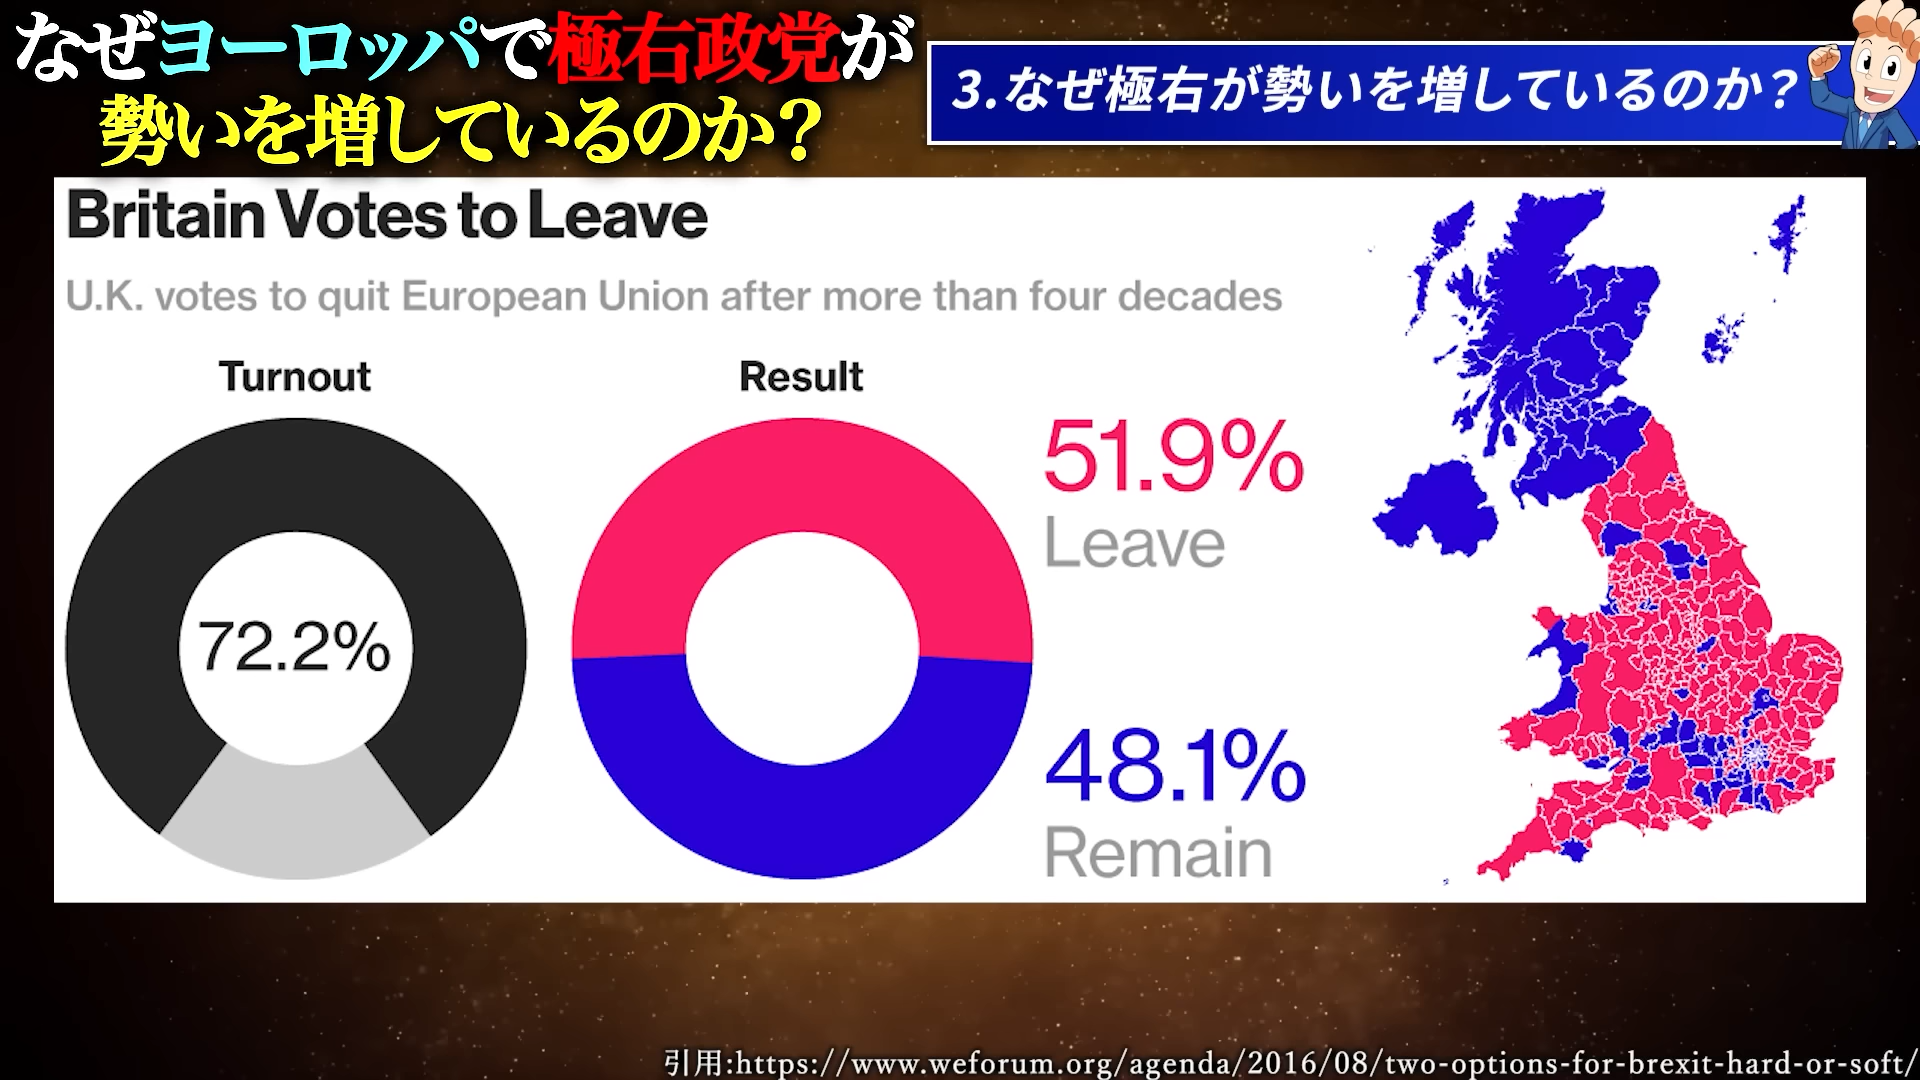 なぜヨーロッパで極右政党が
勢いを増しているのか?
3.なぜ極右が勢いを増しているのか?
Britain Votes to Leave
U.K. votes to quit European Union after more than four decades
Turnout
72.2%
Result
51.9%
Leave
48.1%
Remain
引用:https://www.weforum.org/agenda/2016/08/two-options-for-brexit-hard-or-soft/